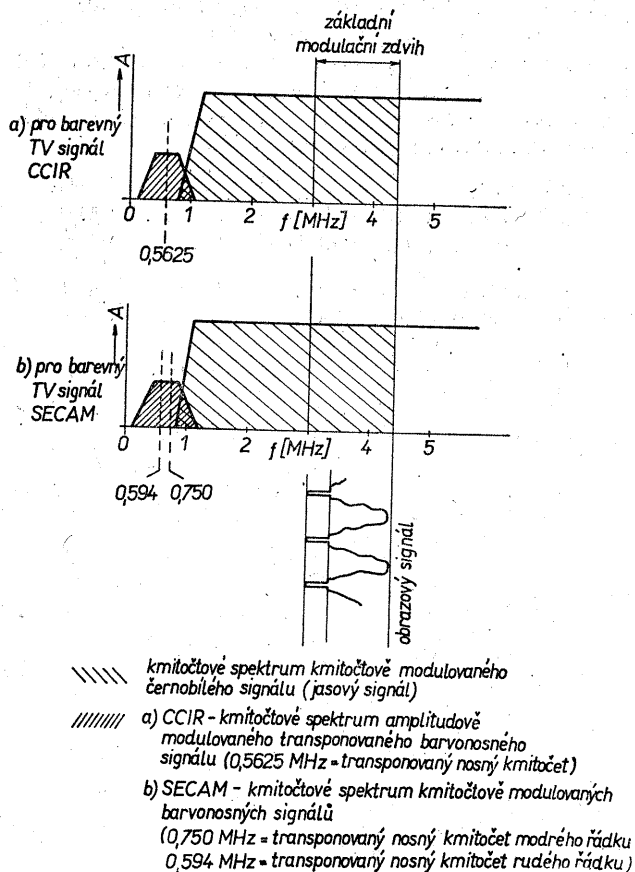 základní
modulační zdvih
A
a) pro barevný
TV signál
CCIR
0 1 2 3 4 5
f [MHz]
0,5625
A
b) pro barevný
TV signál
SECAM
0 1 2 3 4 5
f [MHz]
0,594 0,750
obrazový signál
kmitočtové spektrum kmitočtově modulovaného
černobílého signálu (jasový signál)
a) CCIR - kmitočtové spektrum amplitudově
modulovaného transponovaného barvonosného
signálu (0,5625 MHz = transponovaný nosný kmitočet)
b) SECAM - kmitočtové spektrum kmitočtově modulovaných
barvonosných signálů
(0,750 MHz = transponovaný nosný kmitočet modrého řádku
0,594 MHz = transponovaný nosný kmitočet rudého řádku)